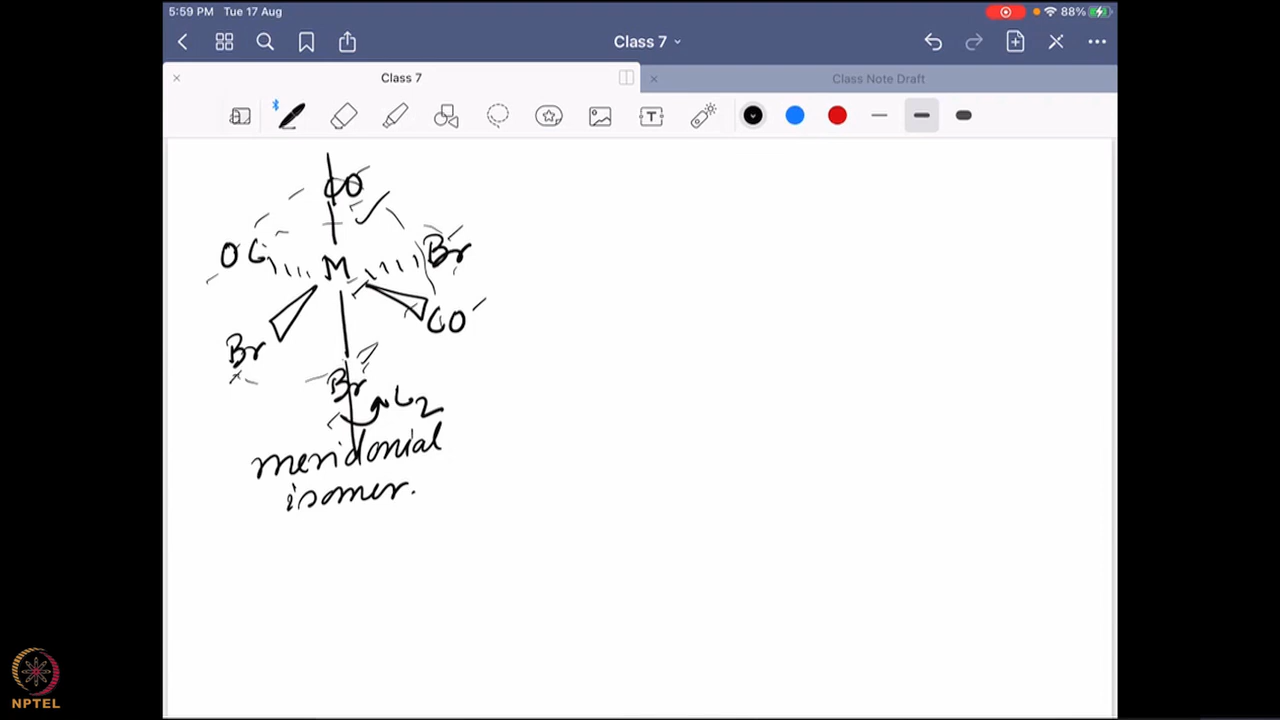 5:59 PM Tue 17 Aug
88%
Class 7
Class 7
Class Note Draft
T
CO
OC
Br
M
CO
Br
Br
C2
meridonial
isomer.
NPTEL